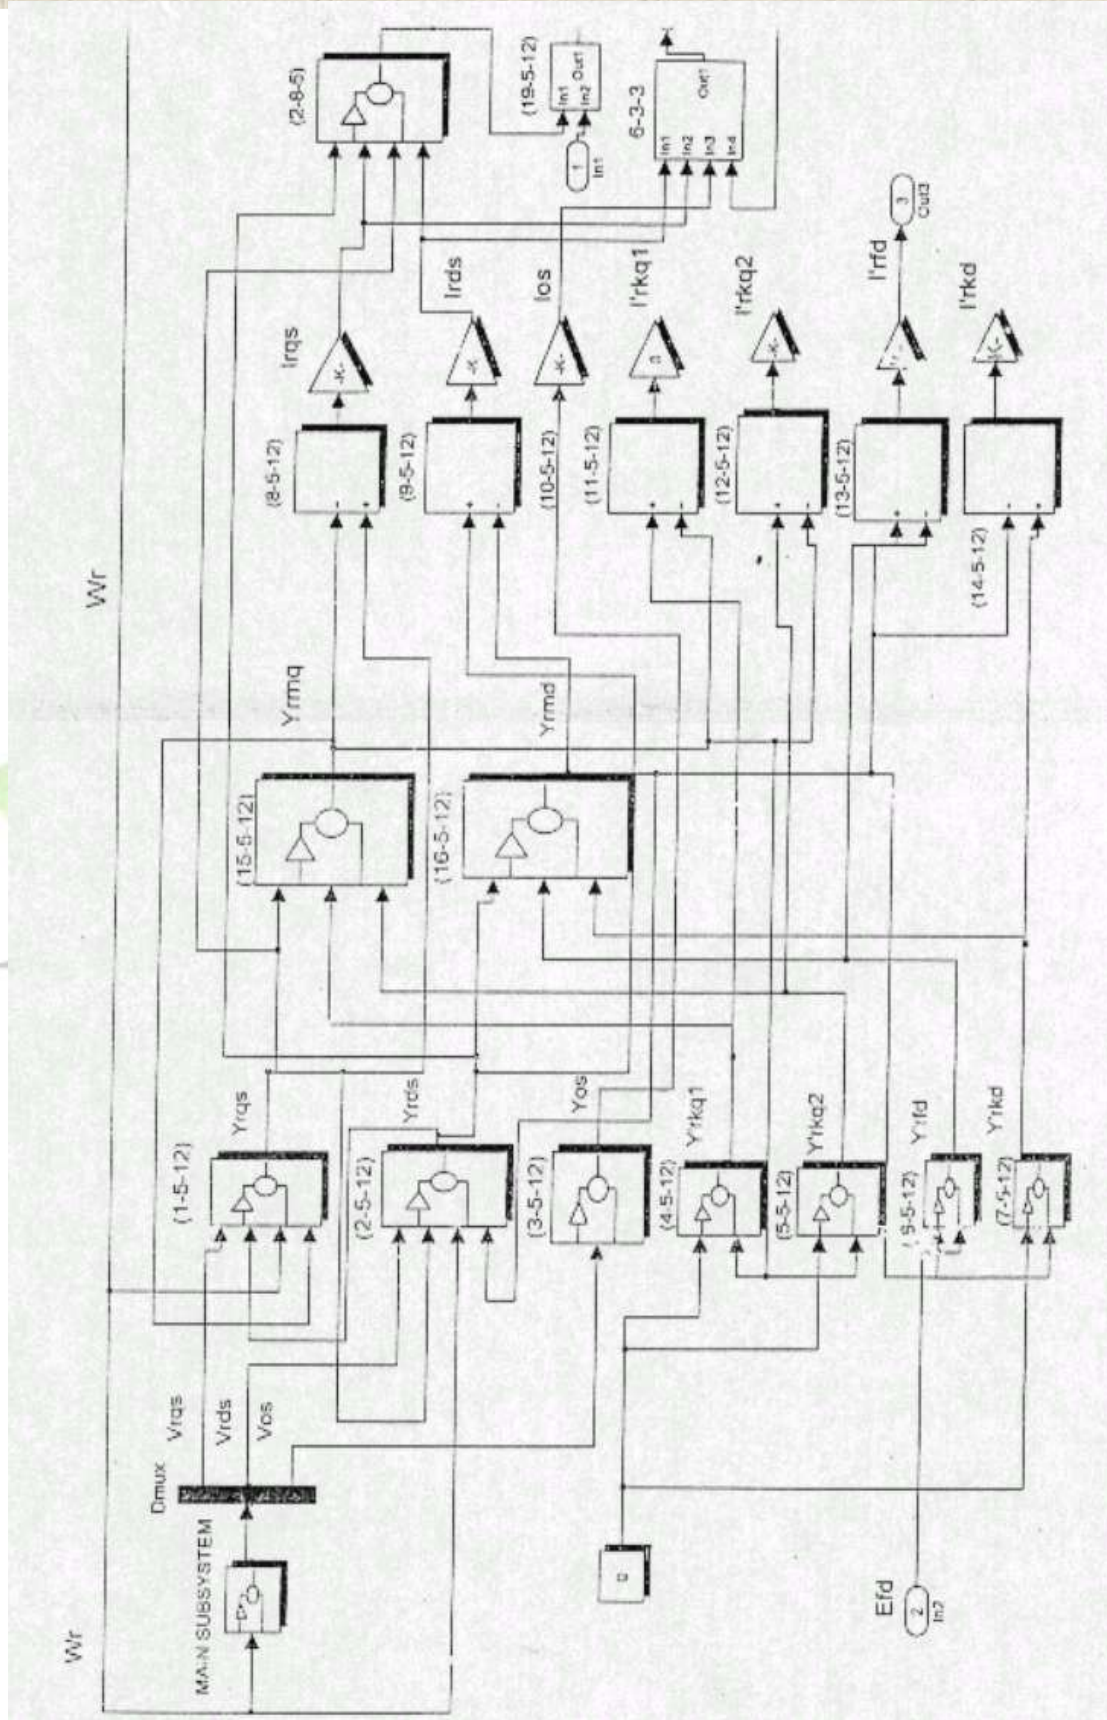 Wr
Wr
MAIN SUBSYSTEM
Dmux
Vrqs
Vrds
Vos
(1-5-12)
Yrqs
(2-5-12)
Yrds
(3-5-12)
Yos
(4-5-12)
Y'rkq1
(5-5-12)
Y'rkq2
(6-5-12)
Y'rfd
(7-5-12)
Y'rkd
Efd
2
In2
(15-5-12)
Yrmq
(16-5-12)
Yrmd
(8-5-12)
-K-
Irqs
(9-5-12)
Irds
(10-5-12)
-K-
Ios
(11-5-12)
I'rkq1
(12-5-12)
-K-
I'rkq2
(13-5-12)
I'rfd
(14-5-12)
I'rkd
3
Out3
(2-8-5)
(19-5-12)
In1
In2
Out1
1
In1
6-3-3
In1
In2
In3
In4
Out1